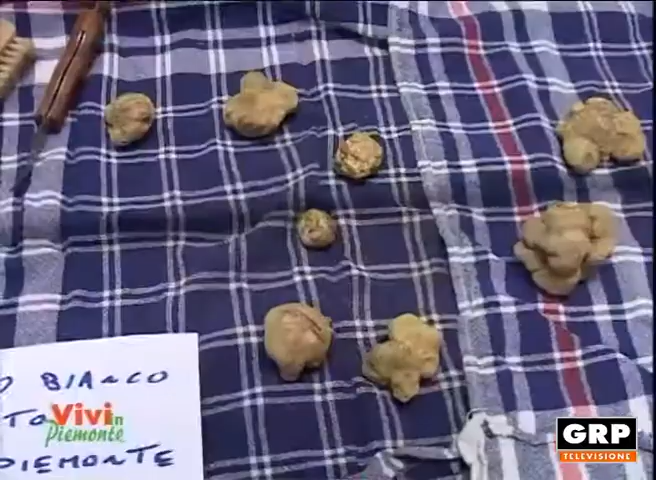 BIANCO
Vivi in
Piemonte
PIEMONTE
GRP
TELEVISIONE